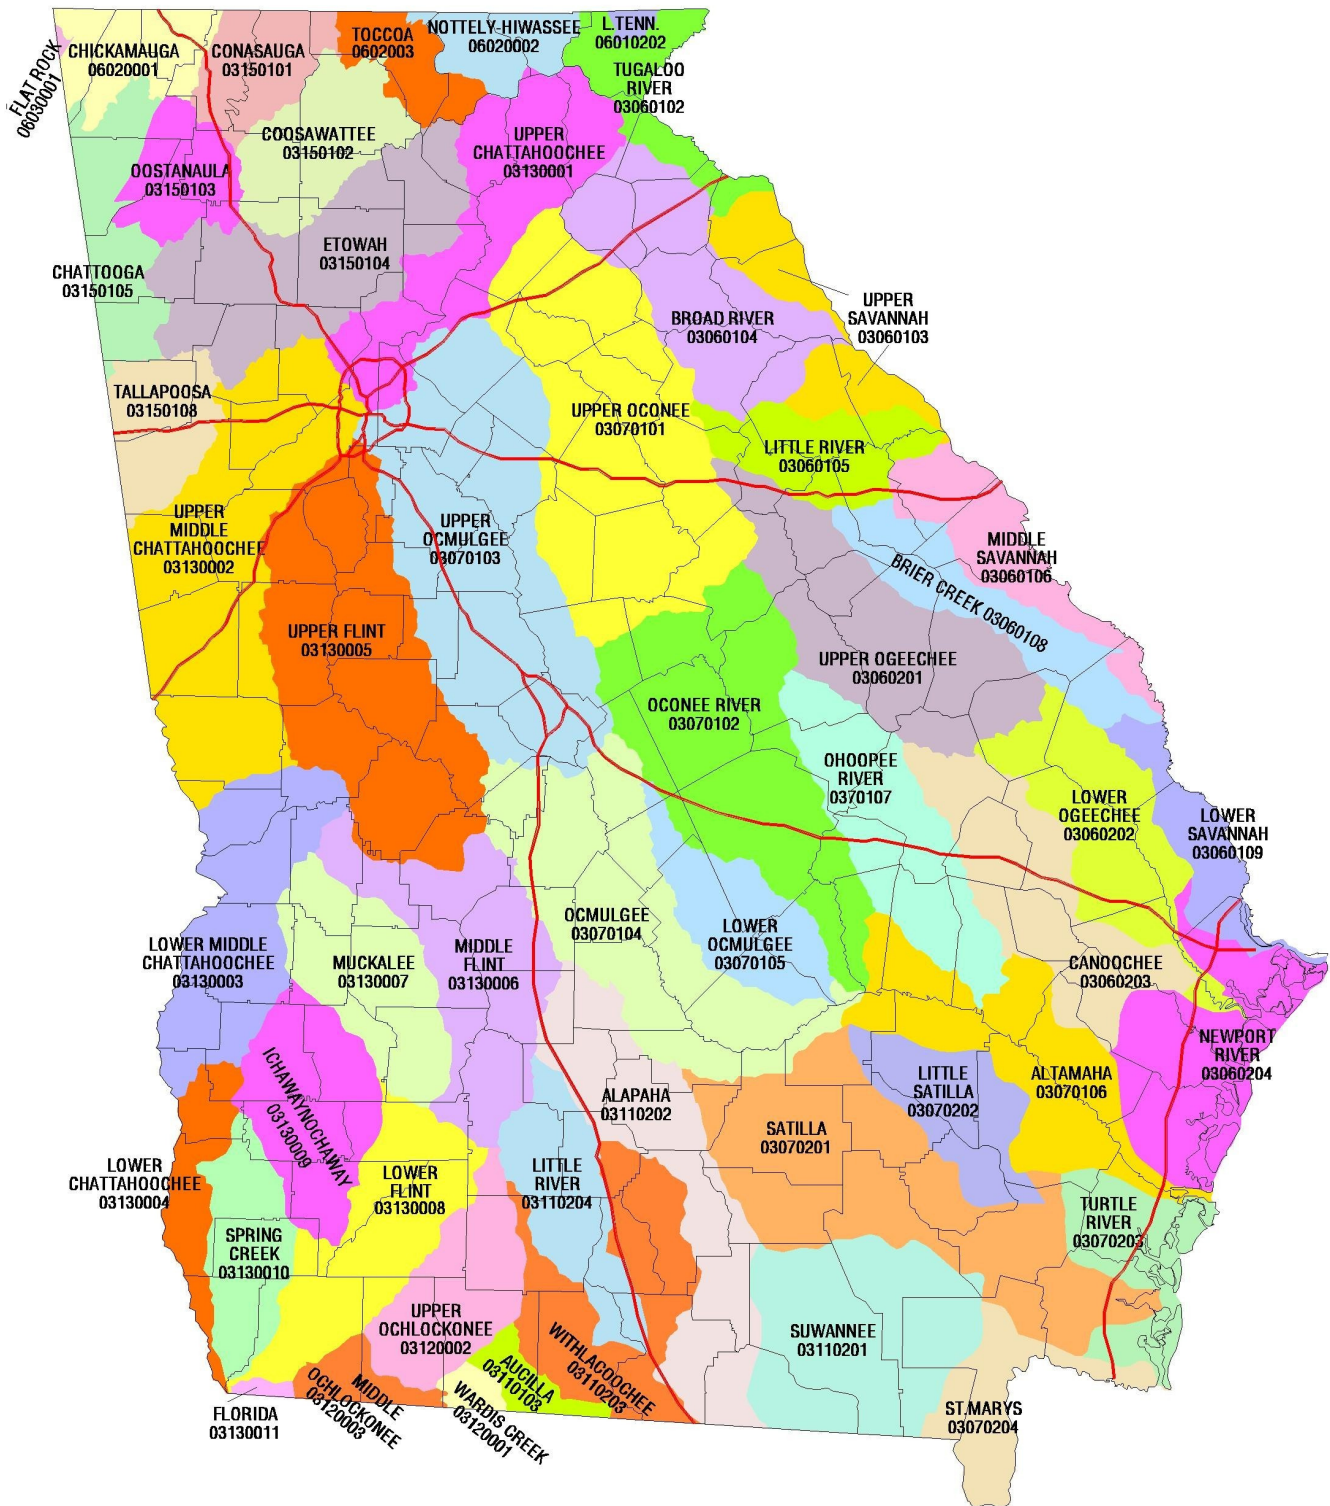 CHICKAMAUGA
06020001
FLAT ROCK
06030001
CONASAUGA
03150101
TOCCOA
0602003
NOTTELY-HIWASSEE
06020002
L.TENN.
06010202
TUGALOO
RIVER
03060102
COOSAWATTEE
03150102
UPPER
CHATTAHOOCHEE
03130001
OOSTANAULA
03150103
ETOWAH
03150104
CHATTOOGA
03150105
BROAD RIVER
03060104
UPPER
SAVANNAH
03060103
TALLAPOOSA
03150108
UPPER OCONEE
03070101
LITTLE RIVER
03060105
UPPER
MIDDLE
CHATTAHOOCHEE
03130002
UPPER
OCMULGEE
03070103
MIDDLE
SAVANNAH
03060106
BRIER CREEK 03060108
UPPER FLINT
03130005
UPPER OGEECHEE
03060201
OCONEE RIVER
03070102
OHOOPEE
RIVER
0370107
LOWER
OGEECHEE
03060202
LOWER
SAVANNAH
03060109
LOWER MIDDLE
CHATTAHOOCHEE
03130003
MUCKALEE
03130007
MIDDLE
FLINT
03130006
OCMULGEE
03070104
LOWER
OCMULGEE
03070105
CANOOCHEE
03060203
NEWPORT
RIVER
03060204
ICHAWAYNOCHAWAY
03130009
ALAPAHA
03110202
LITTLE
SATILLA
03070202
ALTAMAHA
03070106
SATILLA
03070201
LOWER
CHATTAHOOCHEE
03130004
LOWER
FLINT
03130008
LITTLE
RIVER
03110204
TURTLE
RIVER
03070203
SPRING
CREEK
03130010
UPPER
OCHLOCKONEE
03120002
SUWANNEE
03110201
WITHLACOOCHEE
03110203
AUCILLA
03110103
WARDIS CREEK
03120001
MIDDLE
OCHLOCKONEE
03120003
FLORIDA
03130011
ST.MARYS
03070204